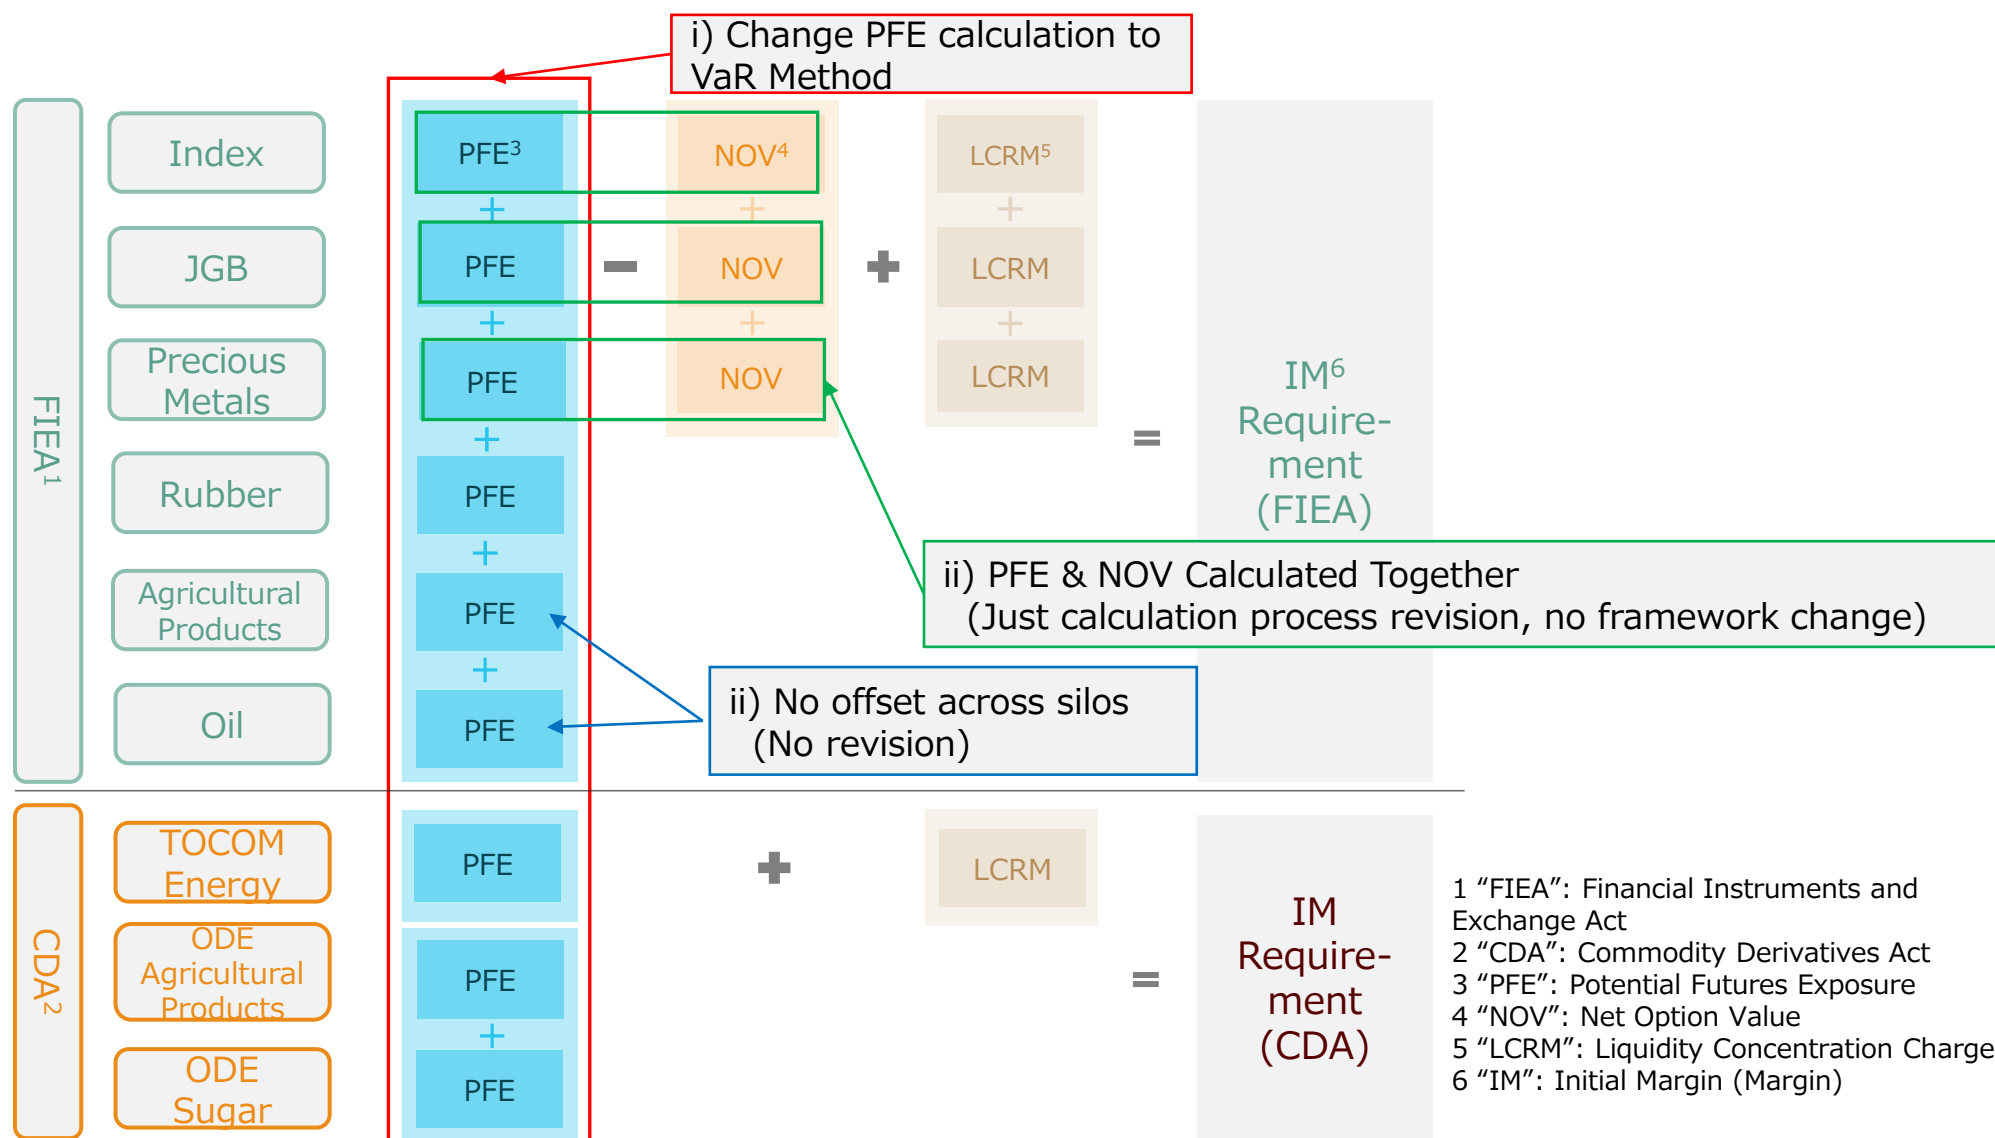 i) Change PFE calculation to
VaR Method
FIEA1
Index
PFE3
NOV4
LCRM5
+
+
+
JGB
PFE
−
NOV
+
LCRM
+
+
+
Precious
Metals
PFE
NOV
LCRM
+
=
IM6
Require-
ment
(FIEA)
Rubber
PFE
+
ii) PFE & NOV Calculated Together
(Just calculation process revision, no framework change)
Agricultural
Products
PFE
+
ii) No offset across silos
(No revision)
Oil
PFE
CDA2
TOCOM
Energy
PFE
+
LCRM
ODE
Agricultural
Products
PFE
=
IM
Require-
ment
(CDA)
+
ODE
Sugar
PFE
1 “FIEA”: Financial Instruments and
Exchange Act
2 “CDA”: Commodity Derivatives Act
3 “PFE”: Potential Futures Exposure
4 “NOV”: Net Option Value
5 “LCRM”: Liquidity Concentration Charge
6 “IM”: Initial Margin (Margin)